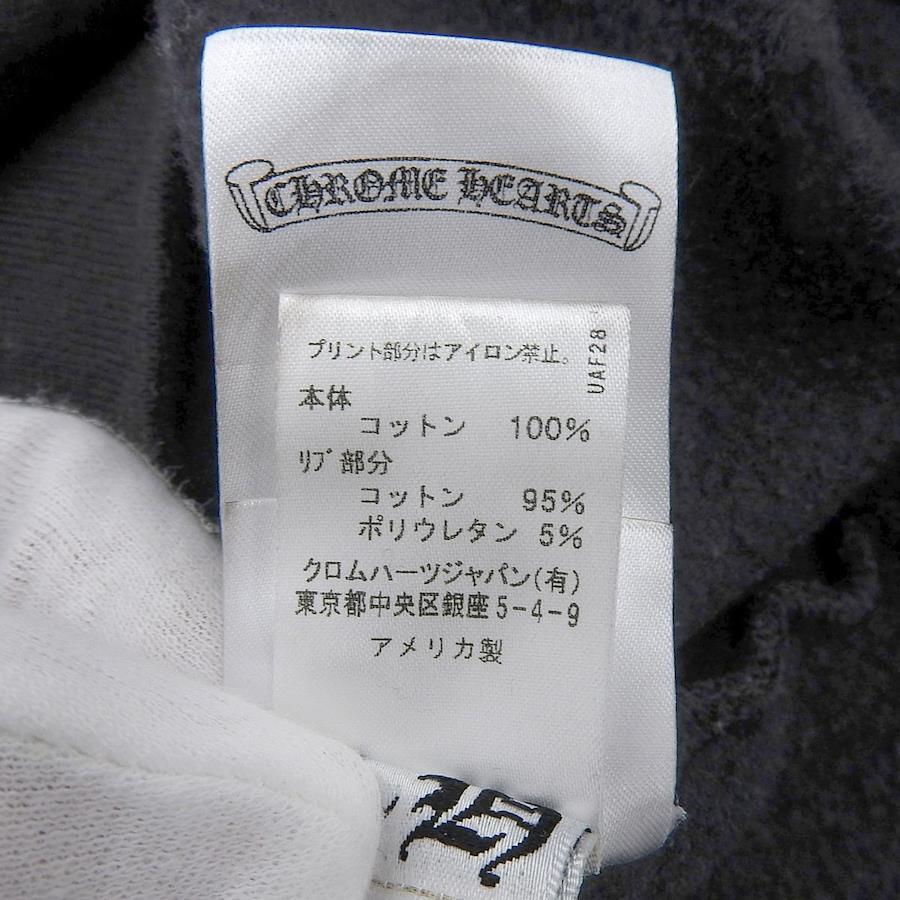 CHROME HEARTS
プリント部分はアイロン禁止。
UAF28
本体
コットン 100%
リブ部分
コットン 95%
ポリウレタン 5%
クロムハーツジャパン(有)
東京都中央区銀座5-4-9
アメリカ製